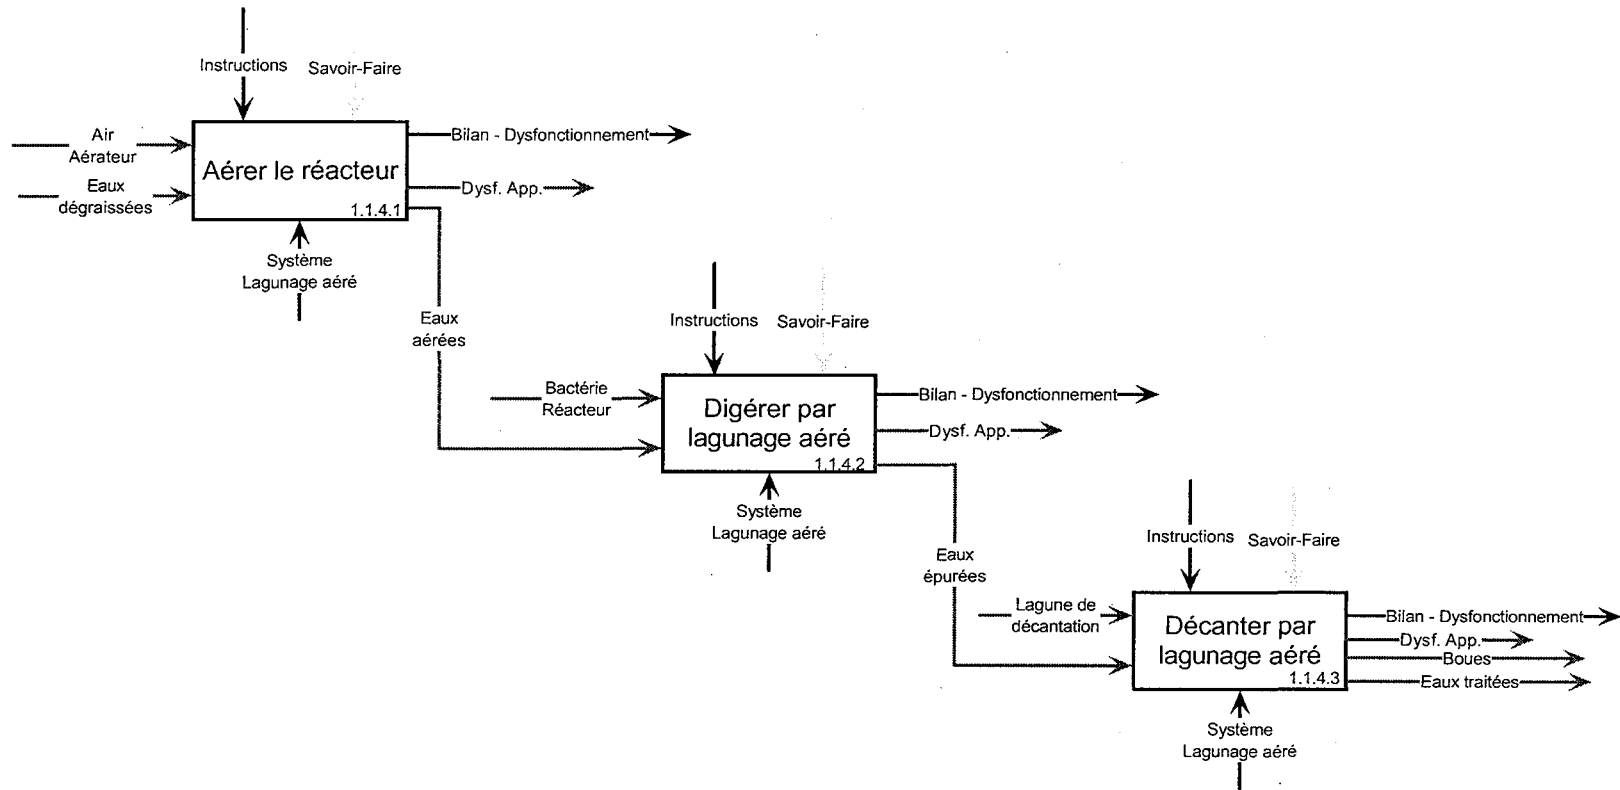 Instructions
Savoir-Faire
Air
Aérateur
Eaux
dégraissées
Aérer le réacteur
1.1.4.1
Bilan - Dysfonctionnement
Dysf. App.
Système
Lagunage aéré
Eaux
aérées
Instructions
Savoir-Faire
Bactérie
Réacteur
Digérer par
lagunage aéré
1.1.4.2
Bilan - Dysfonctionnement
Dysf. App.
Système
Lagunage aéré
Eaux
épurées
Instructions
Savoir-Faire
Lagune de
décantation
Décanter par
lagunage aéré
1.1.4.3
Bilan - Dysfonctionnement
Dysf. App.
Boues
Eaux traitées
Système
Lagunage aéré